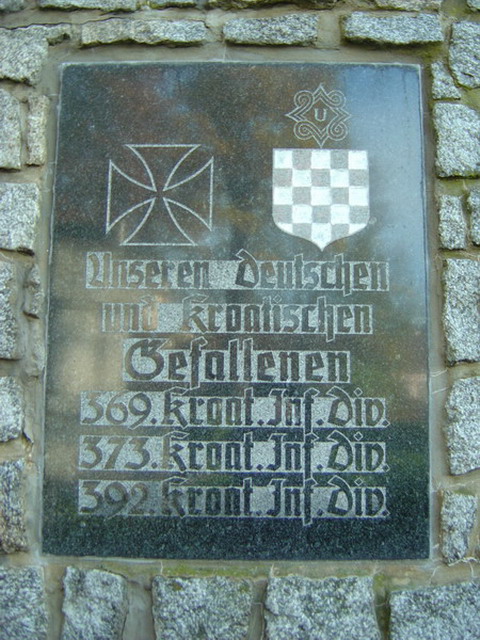 U
Unseren Deutschen
und Kroatischen
Gefallenen
369. Kroat. Inf. Div.
373. Kroat. Inf. Div.
392. Kroat. Inf. Div.